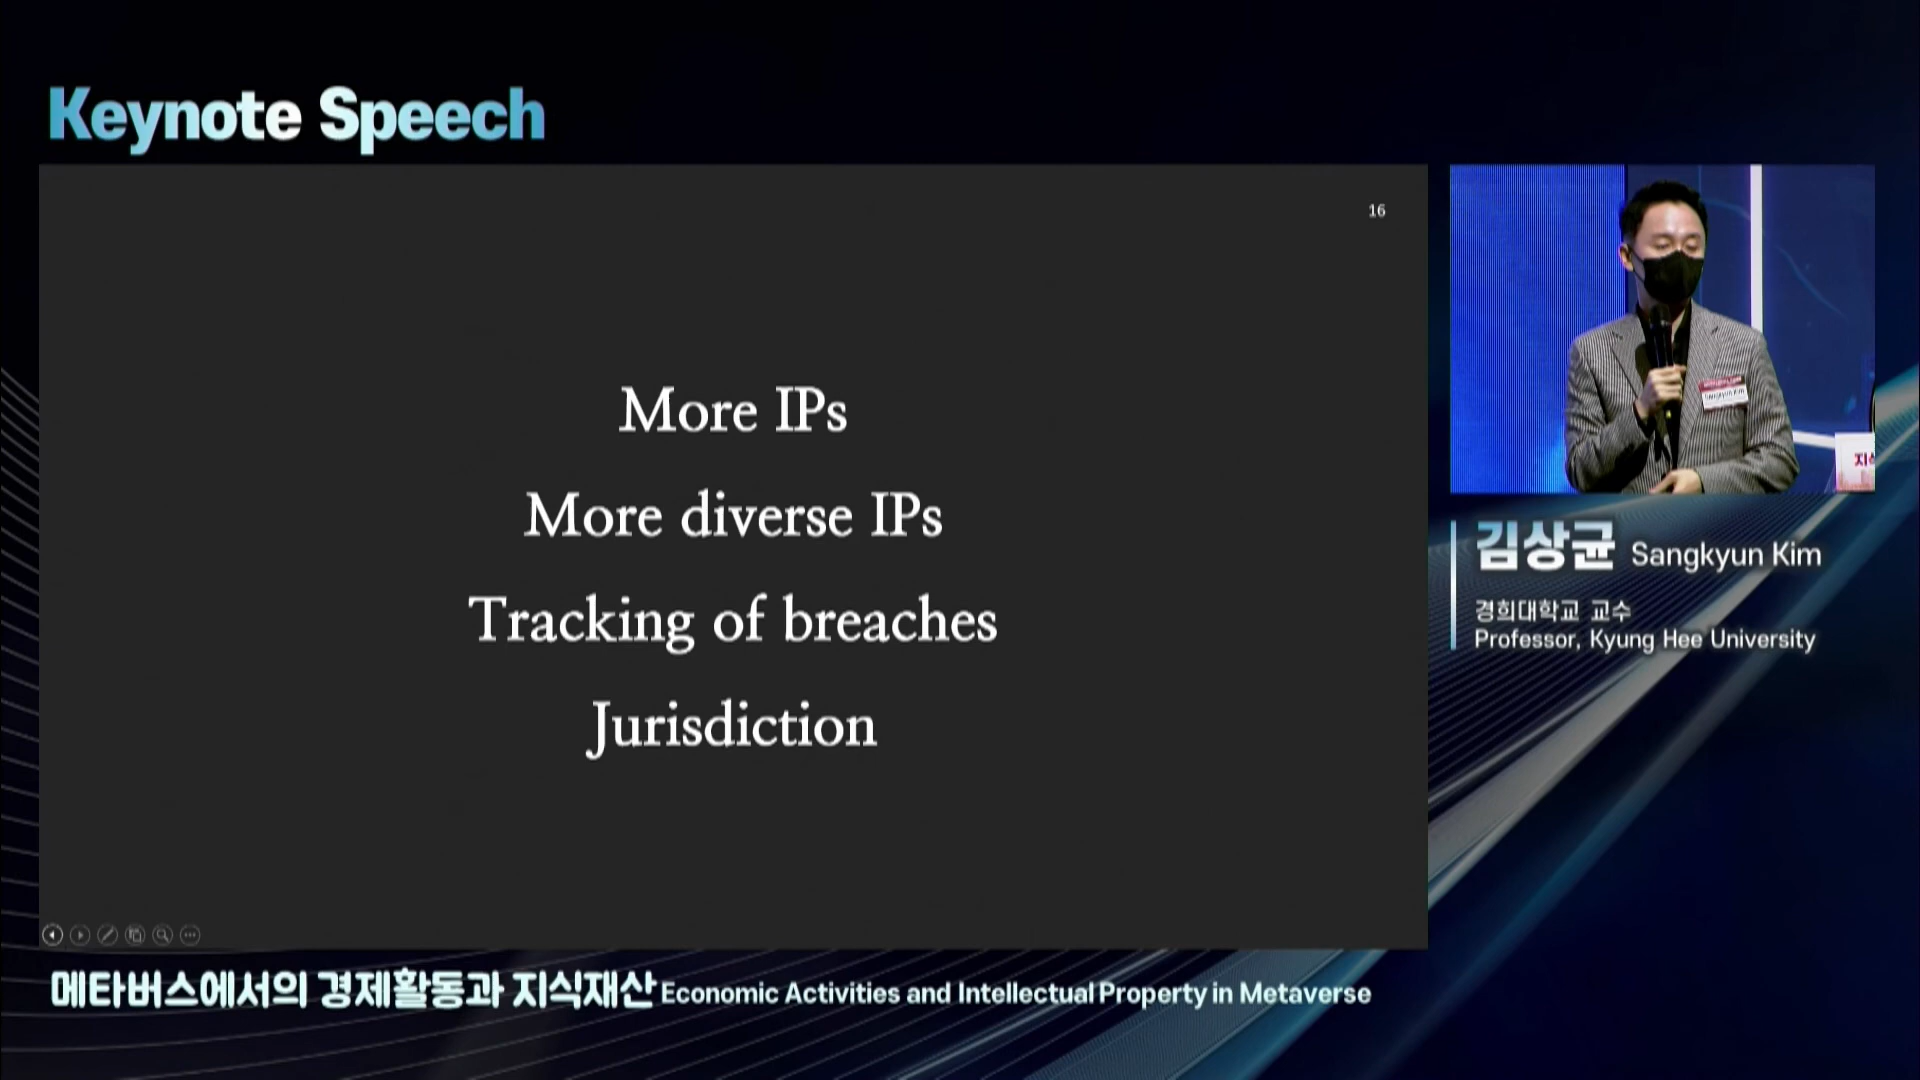 Keynote Speech
16
More IPs
More diverse IPs
Tracking of breaches
Jurisdiction
김상균 Sangkyun Kim
경희대학교 교수
Professor, Kyung Hee University
메타버스에서의 경제활동과 지식재산 Economic Activities and Intellectual Property in Metaverse